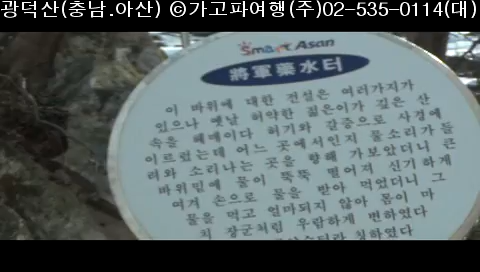 광덕산(충남.아산) ©가고파여행(주)02-535-0114(대)
Smart Asan
將軍藥水터
이 바위에 대한 전설은 여러가지가
있으나 옛날 허약한 젊은이가 깊은 산
속을 헤매이다 허기와 갈증으로 사경에
이르렀는데 어느 곳에서인지 물소리가 들
려와 소리나는 곳을 향해 가보았더니 큰
바위밑에 물이 뚝뚝 떨어져 신기하게
여겨 손으로 물을 받아 먹었더니 그
물을 먹고 얼마되지 않아 몸이 마
치 장군처럼 우람하게 변하였다
칭하였다